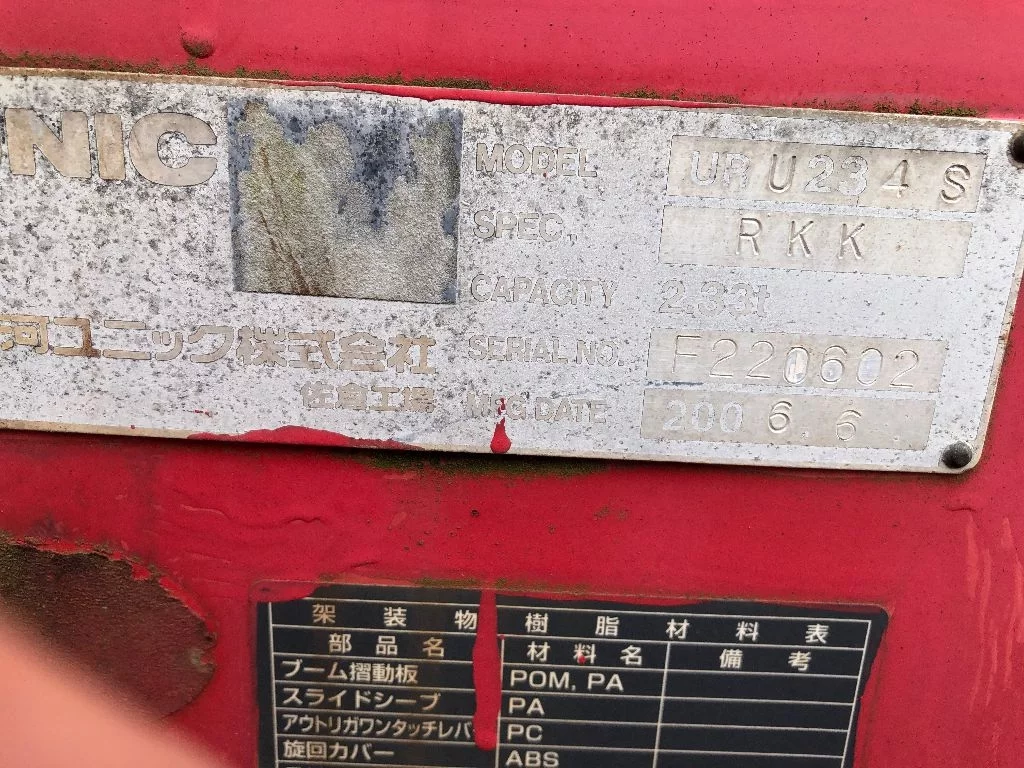 NIC
MODEL URU234S
SPEC. RKK
CAPACITY 2.33t
河ユニック株式会社
SERIAL NO. F220602
佐倉工場
MFG DATE 2006.6.
架装物樹脂材料表
部品名 材料名 備考
ブーム摺動板 POM, PA
スライドシーブ PA
アウトリガワンタッチレバー PC
旋回カバー ABS